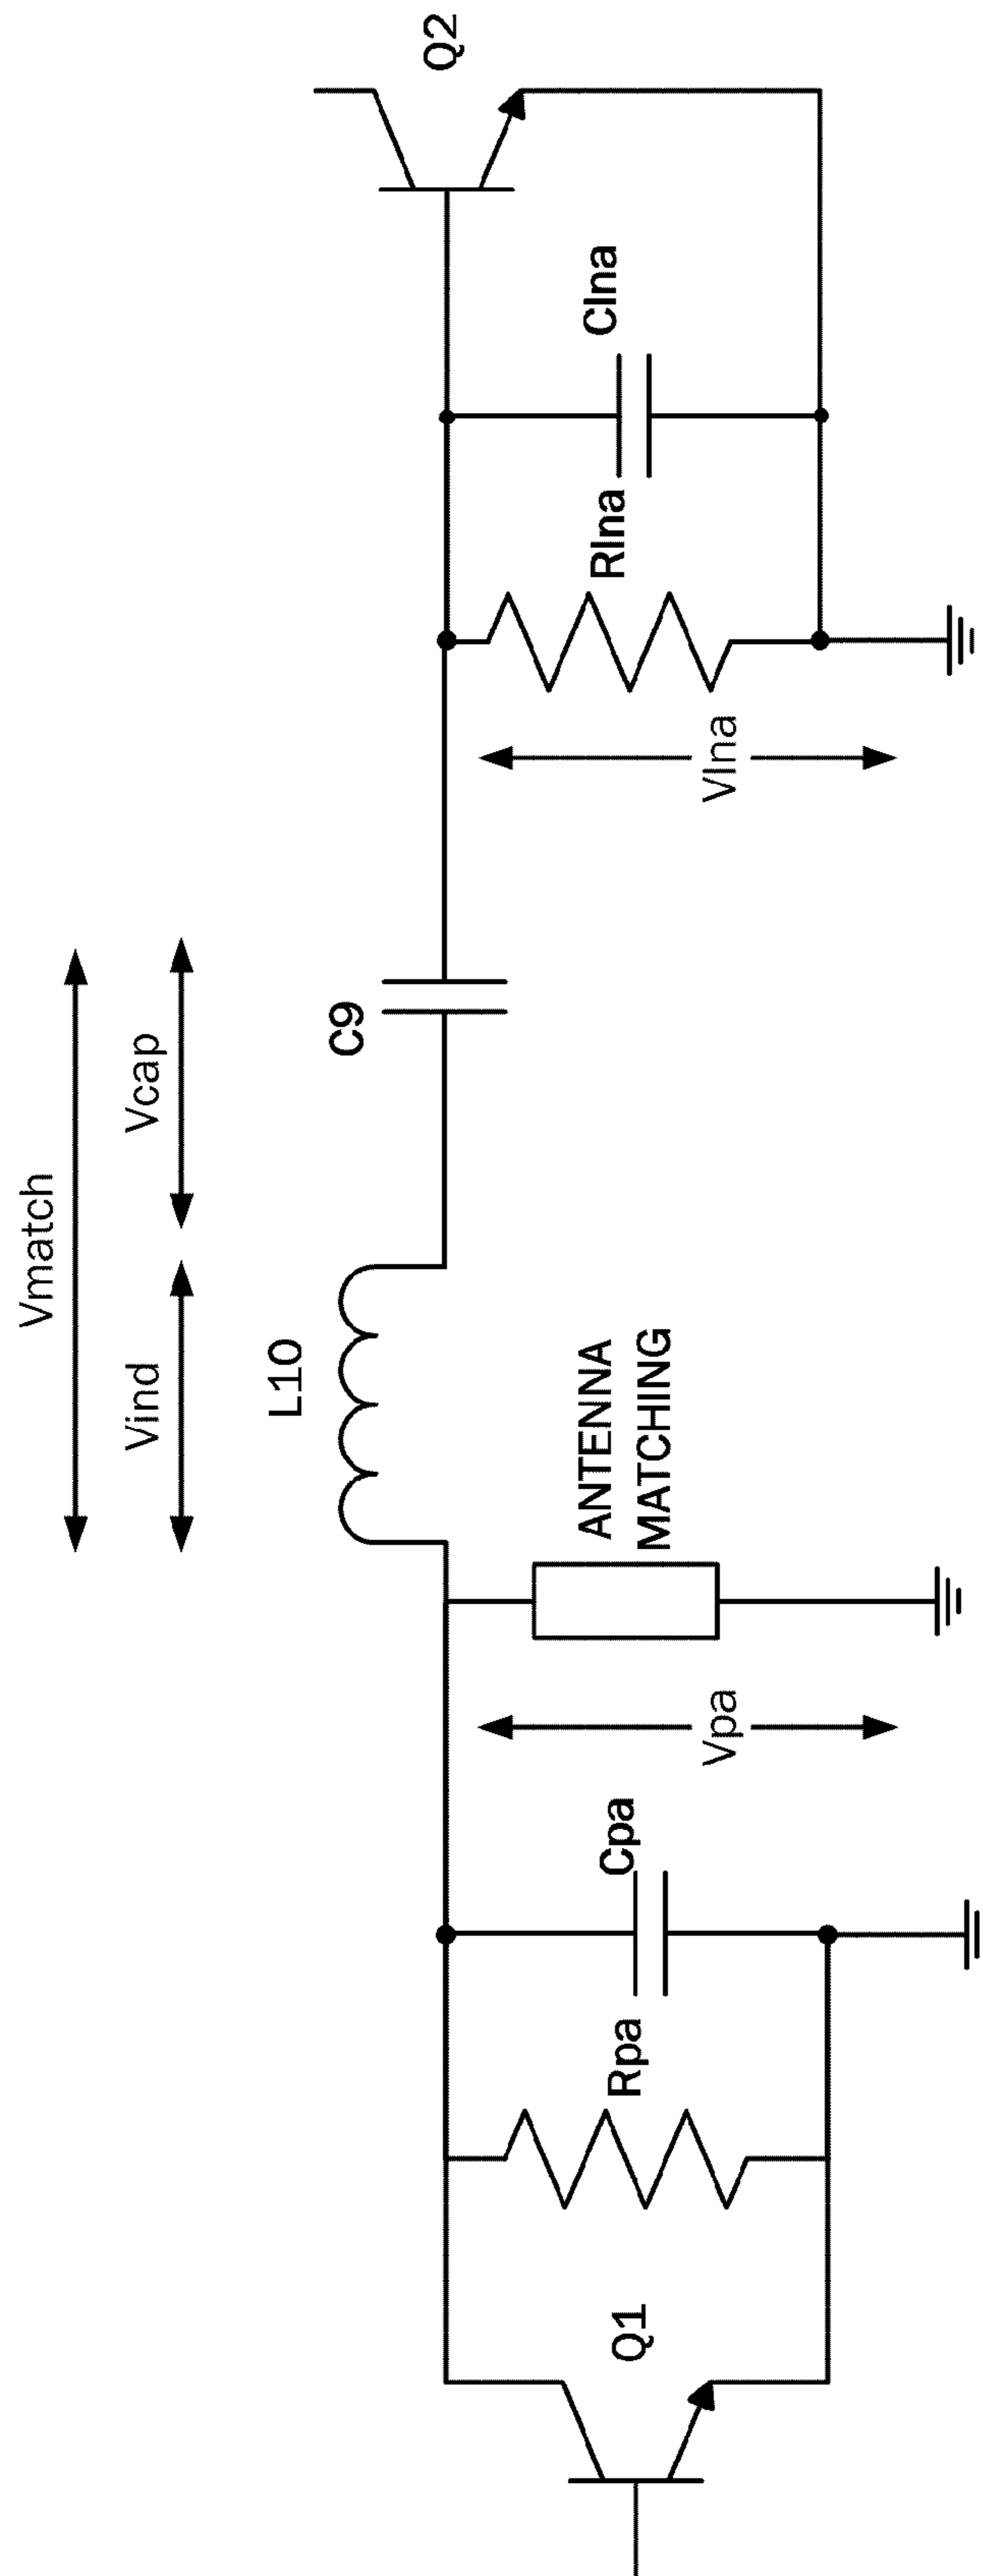 Vmatch
Vind
Vcap
L10
C9
Q2
Q1
Rpa
Cpa
Vpa
ANTENNA
MATCHING
Vlna
Rlna
Clna